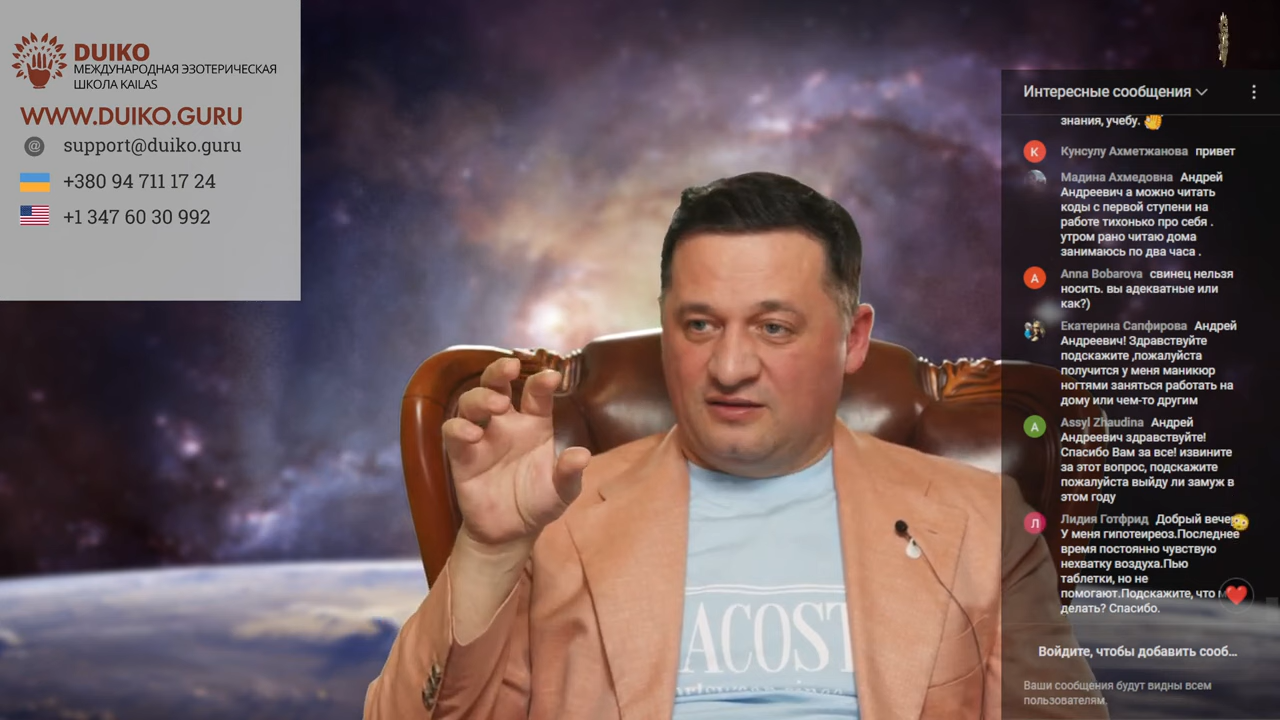 DUIKO
МЕЖДУНАРОДНАЯ ЭЗОТЕРИЧЕСКАЯ
ШКОЛА KAILAS
WWW.DUIKO.GURU
@ support@duiko.guru
+380 94 711 17 24
+1 347 60 30 992
ACOST
Интересные сообщения
знания, учебу.
К Кунсулу Ахметжанова привет
Мадина Ахмедовна Андрей
Андреевич а можно читать
коды с первой ступени на
работе тихонько про себя .
утром рано читаю дома
занимаюсь по два часа .
A Anna Bobarova свинец нельзя
носить. вы адекватные или
как?)
Екатерина Сапфирова Андрей
Андреевич! Здравствуйте
подскажите ,пожалуйста
получится у меня маникюр
ногтями заняться работать на
дому или чем-то другим
A Assyl Zhaudina Андрей
Андреевич здравствуйте!
Спасибо Вам за все! извините
за этот вопрос, подскажите
пожалуйста выйду ли замуж в
этом году
Л Лидия Готфрид Добрый вечер
У меня гипотеиреоз.Последнее
время постоянно чувствую
нехватку воздуха.Пью
таблетки, но не
помогают.Подскажите, что
делать? Спасибо.
Войдите, чтобы добавить сооб...
Ваши сообщения будут видны всем
пользователям.